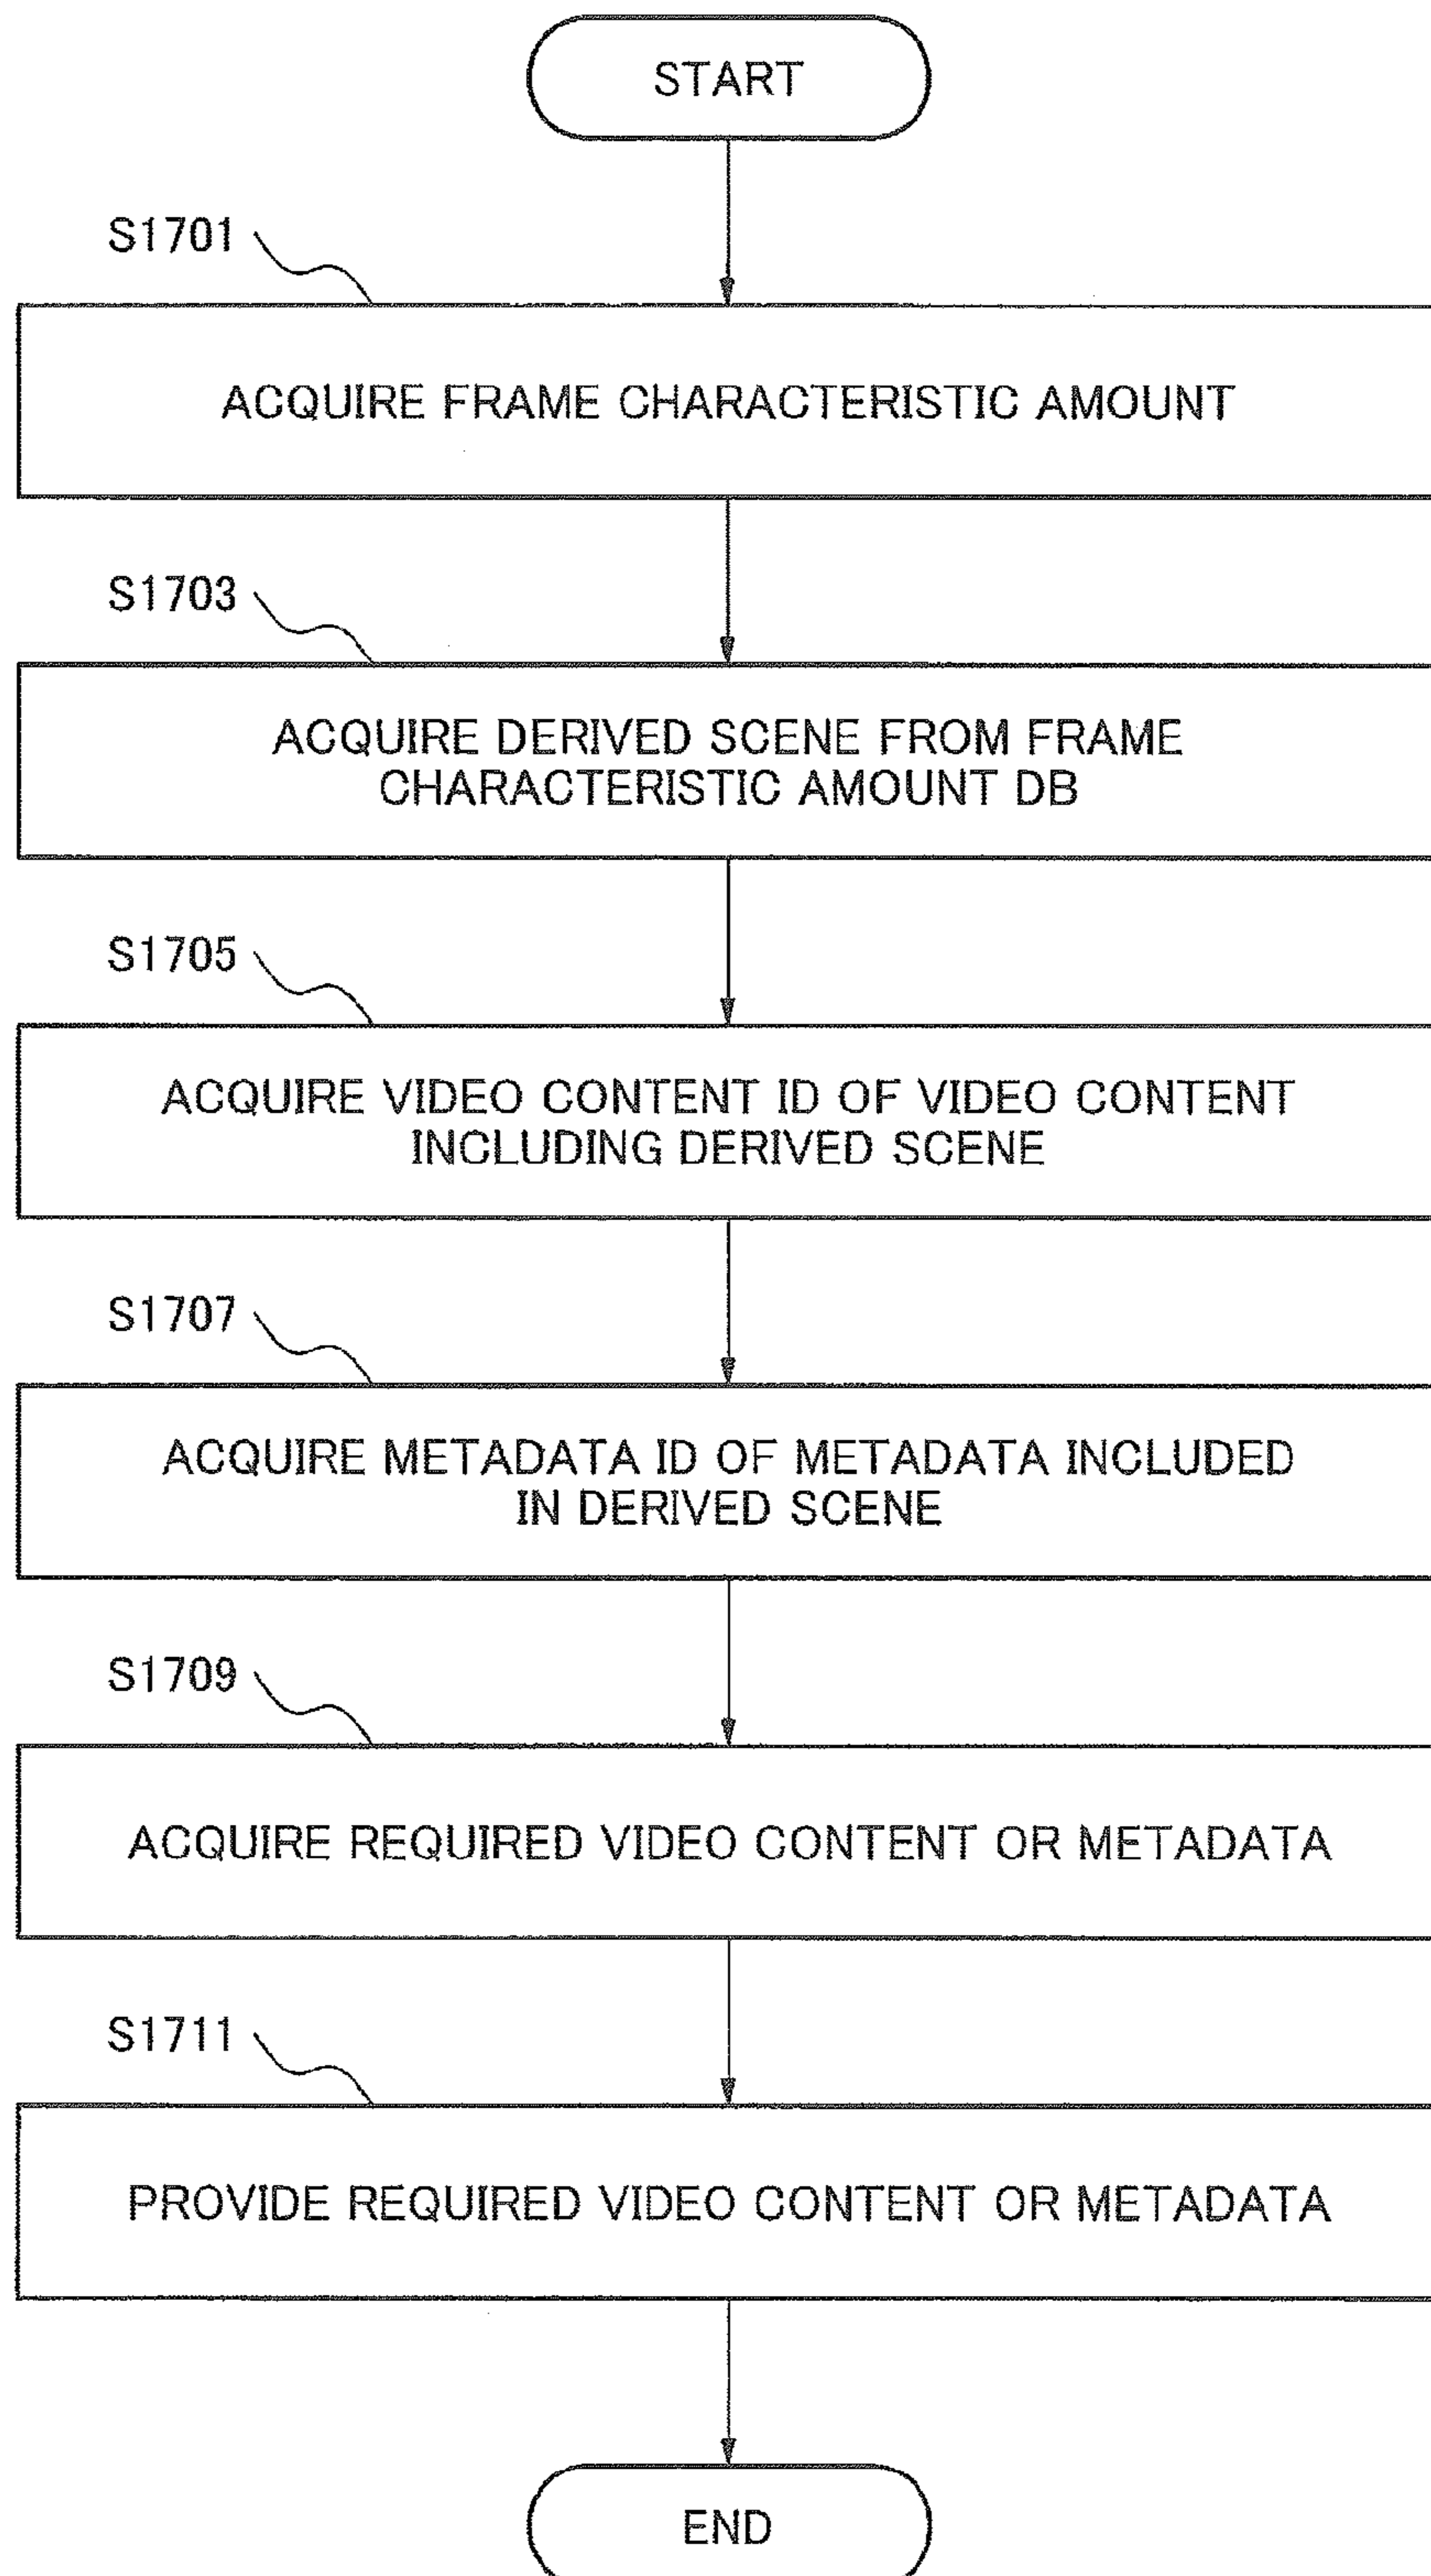 START
S1701
ACQUIRE FRAME CHARACTERISTIC AMOUNT
S1703
ACQUIRE DERIVED SCENE FROM FRAME
CHARACTERISTIC AMOUNT DB
S1705
ACQUIRE VIDEO CONTENT ID OF VIDEO CONTENT
INCLUDING DERIVED SCENE
S1707
ACQUIRE METADATA ID OF METADATA INCLUDED
IN DERIVED SCENE
S1709
ACQUIRE REQUIRED VIDEO CONTENT OR METADATA
S1711
PROVIDE REQUIRED VIDEO CONTENT OR METADATA
END